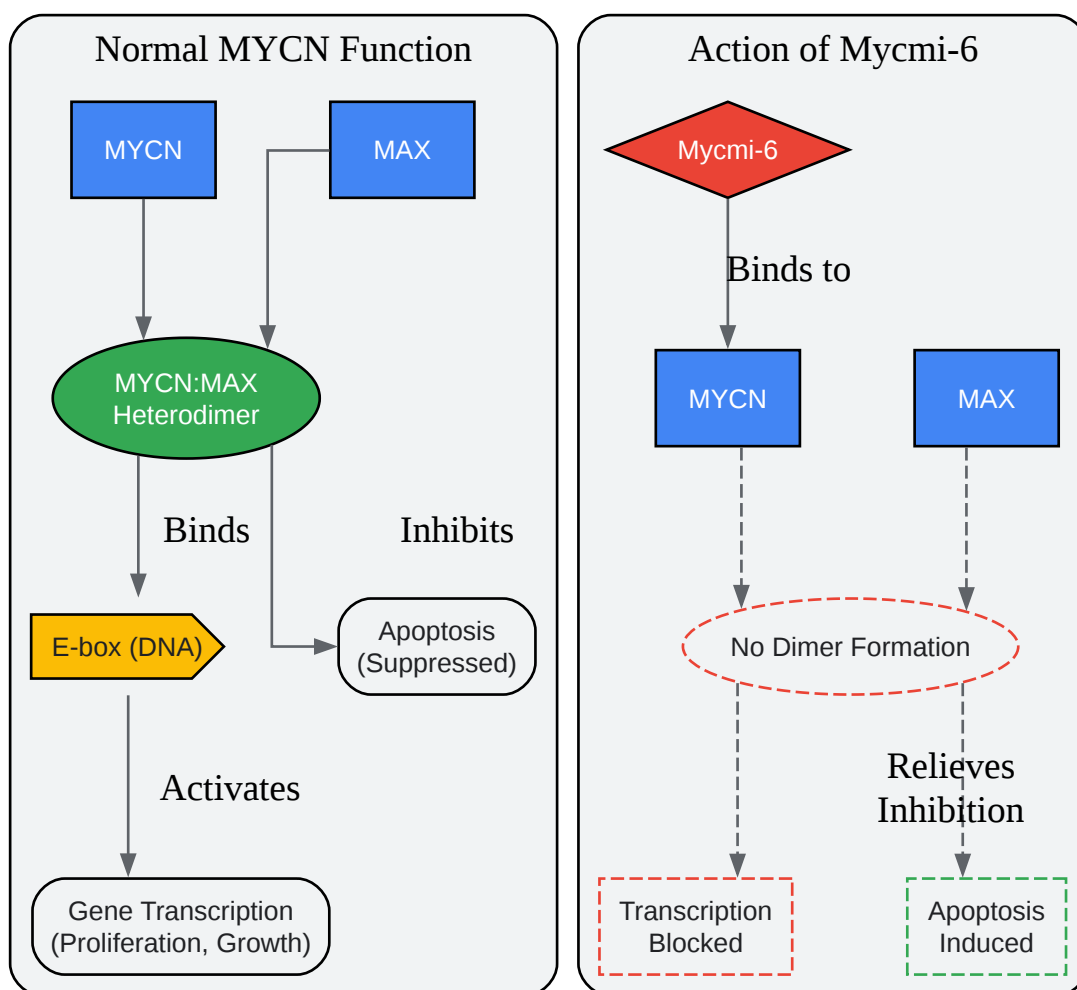 Normal MYCN Function
MYCN
MAX
MYCN:MAX
Heterodimer
Binds
Inhibits
E-box (DNA)
Apoptosis
(Suppressed)
Activates
Gene Transcription
(Proliferation, Growth)
Action of Mycmi-6
Mycmi-6
Binds to
MYCN
MAX
No Dimer Formation
Relieves
Inhibition
Transcription
Blocked
Apoptosis
Induced